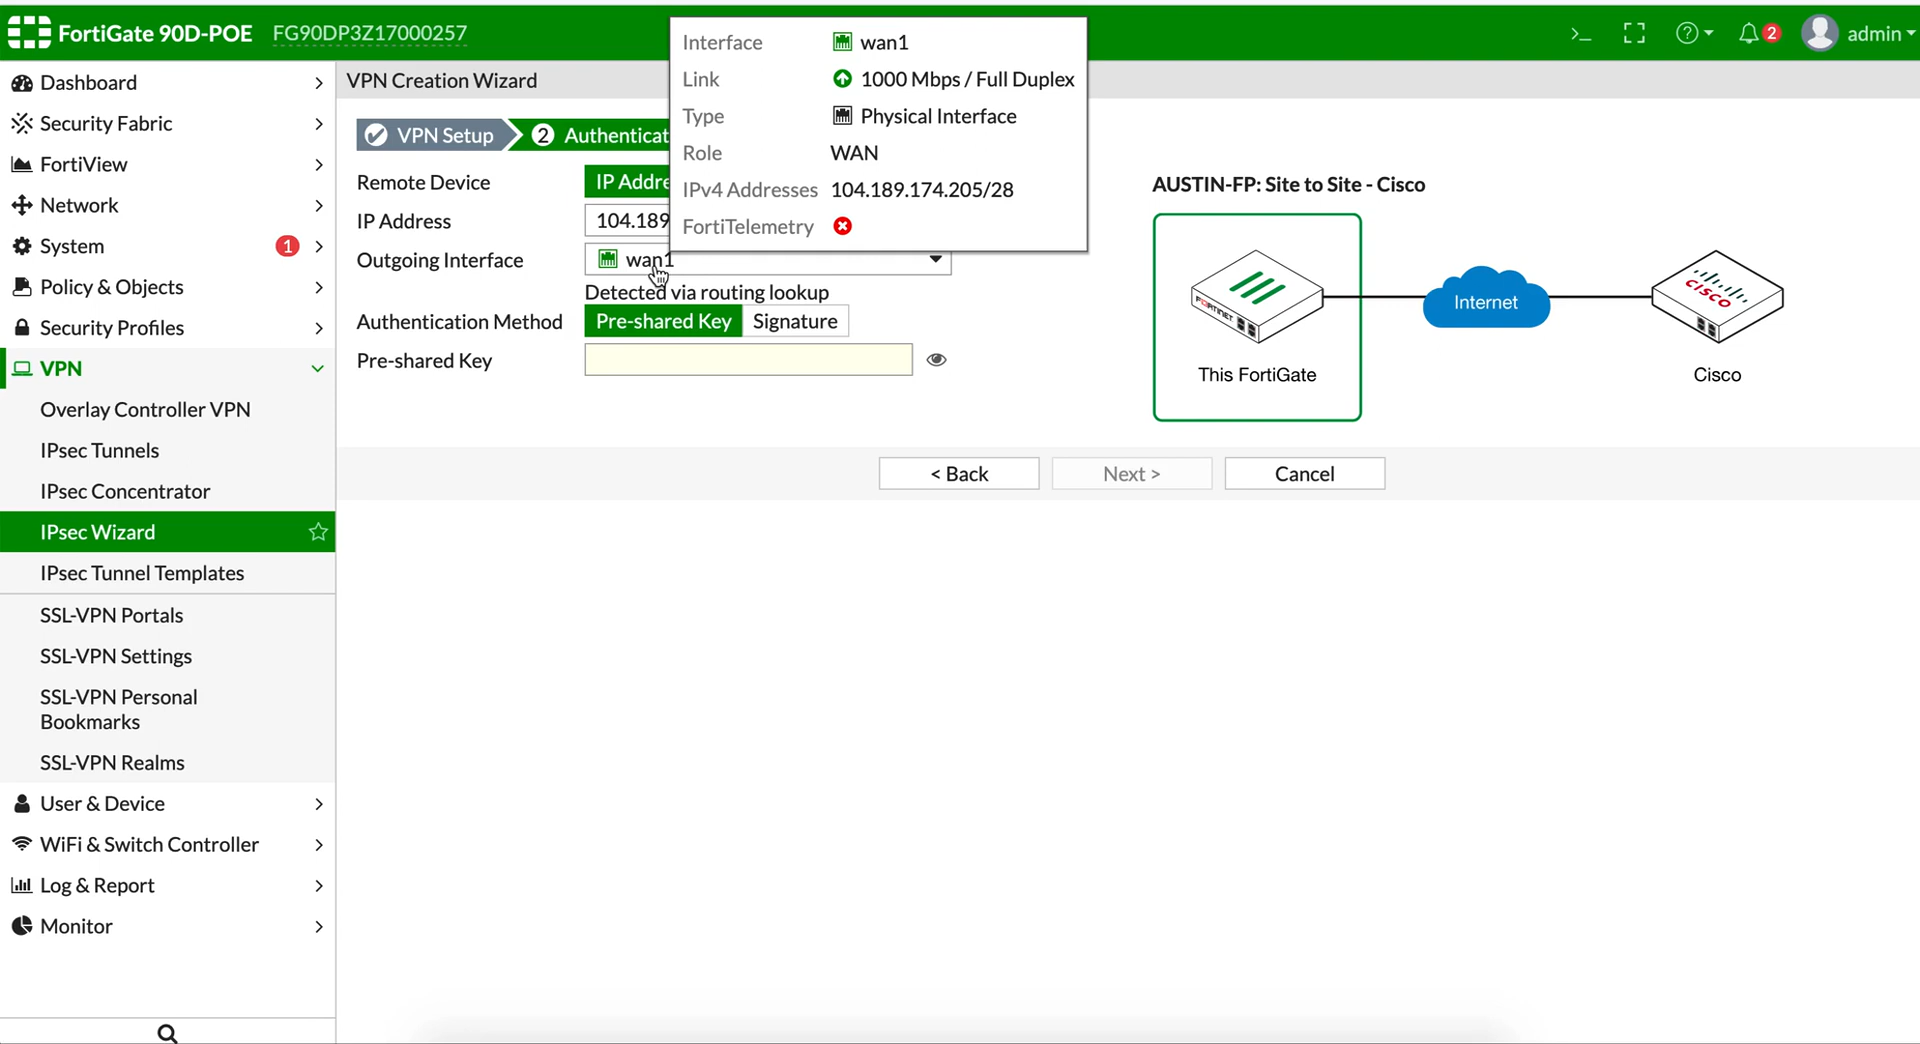 FortiGate 90D-POE FG90DP3Z17000257
>_
2
admin
Interface wan1
Link 1000 Mbps / Full Duplex
Type Physical Interface
Role WAN
IPv4 Addresses 104.189.174.205/28
FortiTelemetry
Dashboard
Security Fabric
FortiView
Network
System 1
Policy & Objects
Security Profiles
VPN
Overlay Controller VPN
IPsec Tunnels
IPsec Concentrator
IPsec Wizard
IPsec Tunnel Templates
SSL-VPN Portals
SSL-VPN Settings
SSL-VPN Personal
Bookmarks
SSL-VPN Realms
User & Device
WiFi & Switch Controller
Log & Report
Monitor
VPN Creation Wizard
VPN Setup 2 Authenticat
Remote Device IP Addre
IP Address 104.189
Outgoing Interface wan1
Detected via routing lookup
Authentication Method Pre-shared Key Signature
Pre-shared Key
AUSTIN-FP: Site to Site - Cisco
FORTINET
Internet
CISCO
This FortiGate
Cisco
< Back Next > Cancel